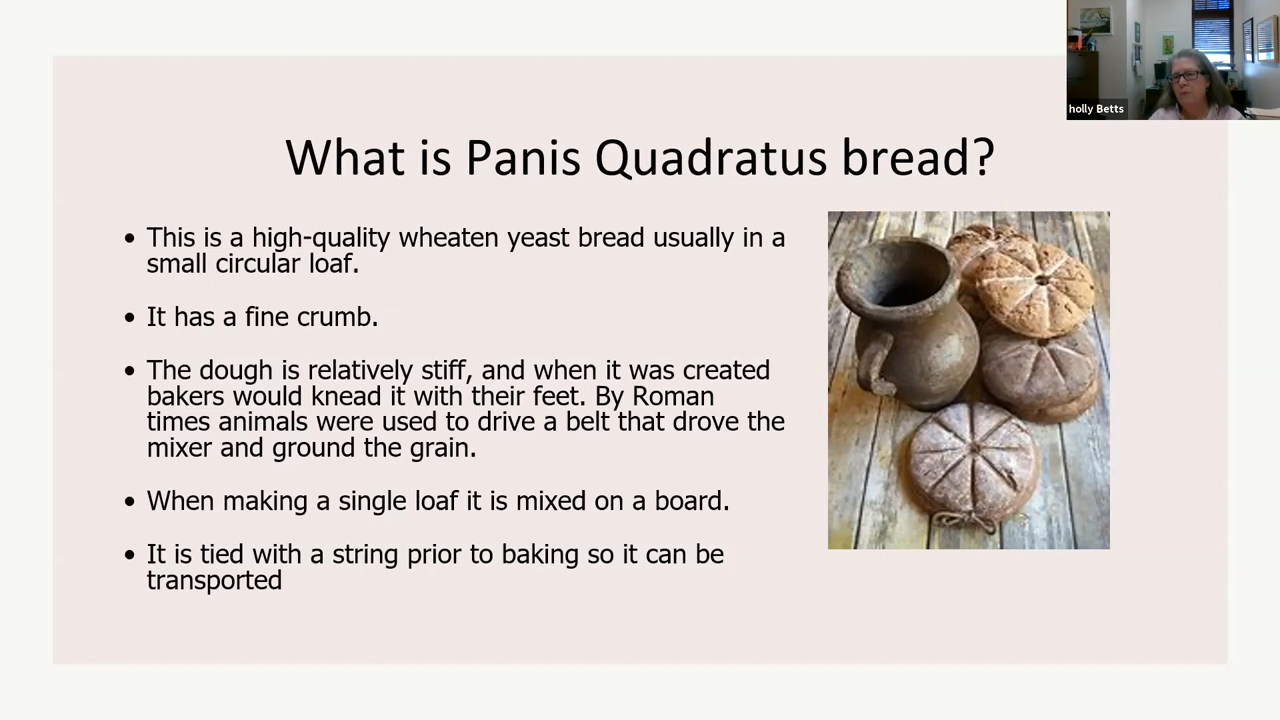 holly Betts
What is Panis Quadratus bread?
• This is a high-quality wheaten yeast bread usually in a
small circular loaf.
• It has a fine crumb.
• The dough is relatively stiff, and when it was created
bakers would knead it with their feet. By Roman
times animals were used to drive a belt that drove the
mixer and ground the grain.
• When making a single loaf it is mixed on a board.
• It is tied with a string prior to baking so it can be
transported